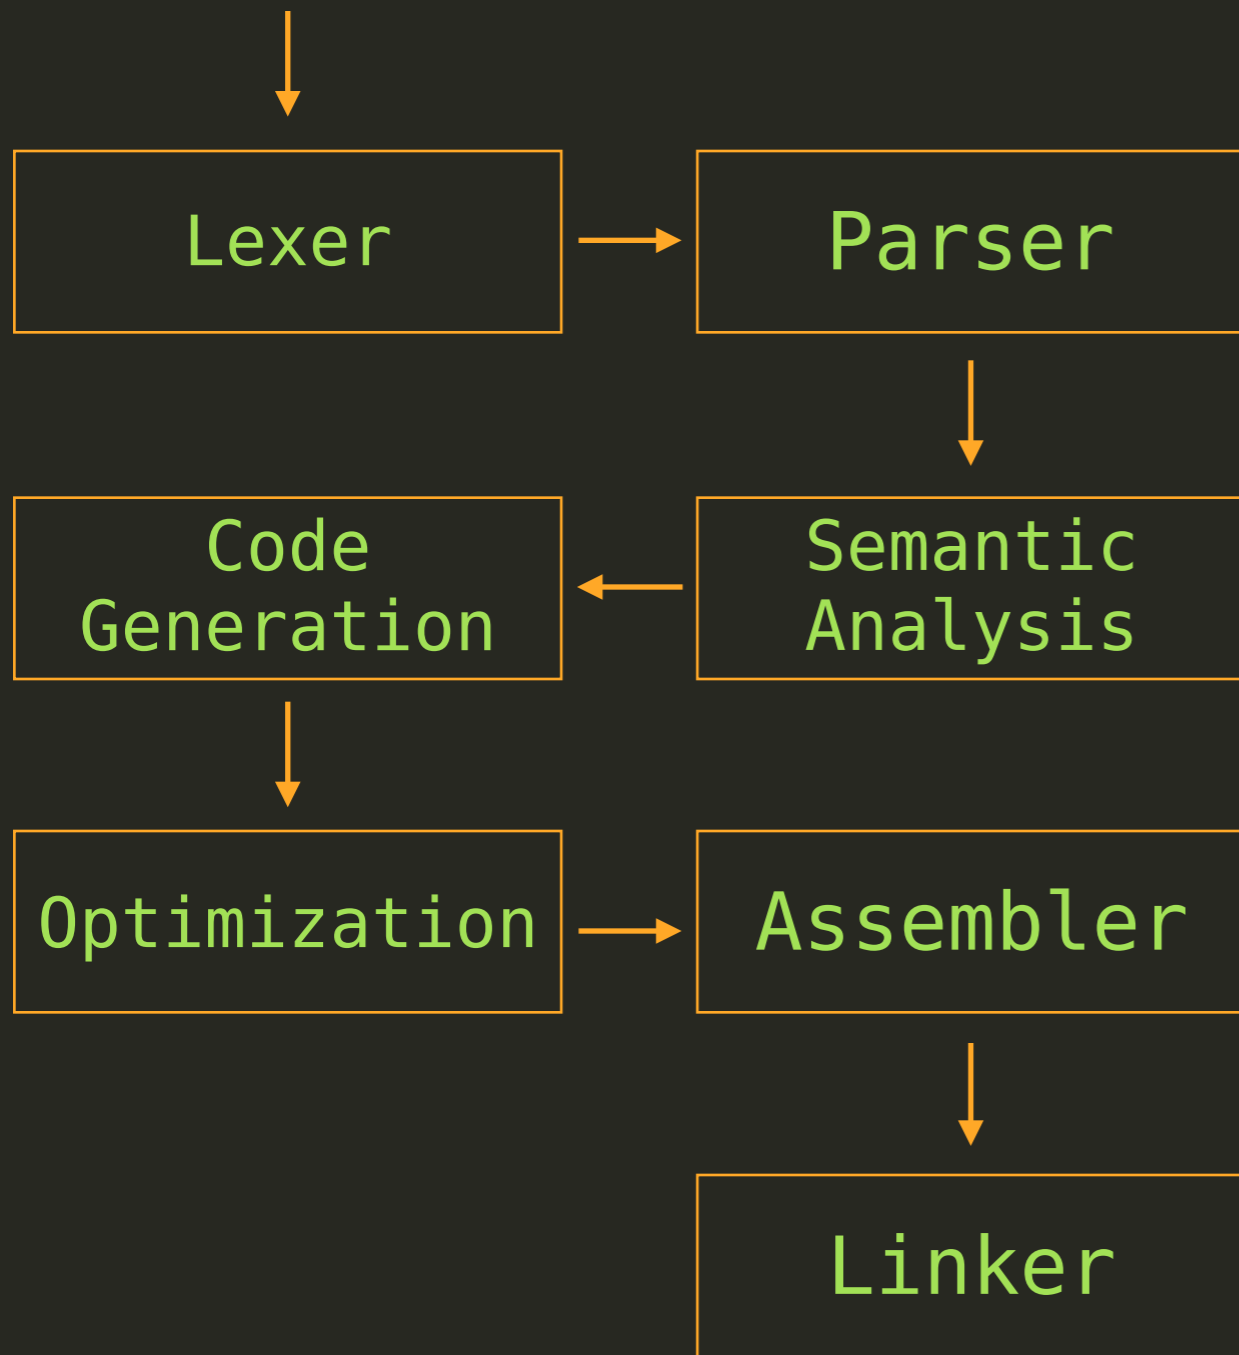 Lexer
Parser
Semantic
Analysis
Code
Generation
Optimization
Assembler
Linker